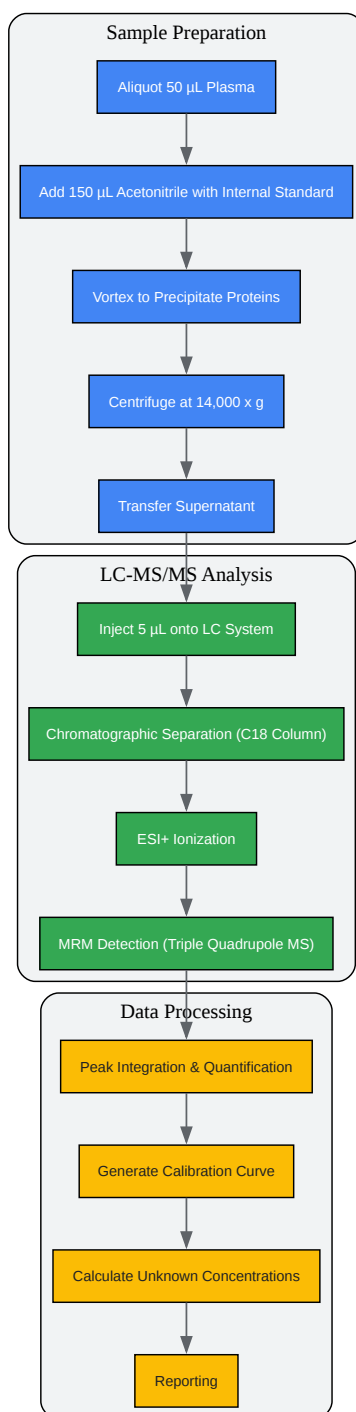 Sample Preparation
Aliquot 50 µL Plasma
Add 150 µL Acetonitrile with Internal Standard
Vortex to Precipitate Proteins
Centrifuge at 14,000 x g
Transfer Supernatant
LC-MS/MS Analysis
Inject 5 µL onto LC System
Chromatographic Separation (C18 Column)
ESI+ Ionization
MRM Detection (Triple Quadrupole MS)
Data Processing
Peak Integration & Quantification
Generate Calibration Curve
Calculate Unknown Concentrations
Reporting